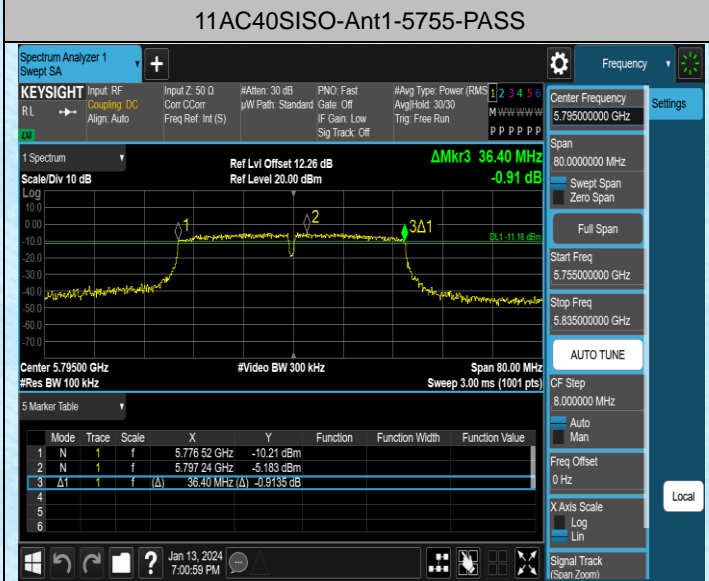 11AC40SISO-Ant1-5755-PASS
Spectrum Analyzer 1
Swept SA
Frequency
KEYSIGHT
RL
LXI
Input: RF
Coupling: DC
Align: Auto
Input Z: 50 Ω
Corr CCorr
Freq Ref: Int (S)
#Atten: 30 dB
µW Path: Standard
PNO: Fast
Gate: Off
IF Gain: Low
Sig Track: Off
#Avg Type: Power (RMS
Avg|Hold: 30/30
Trig: Free Run
1 2 3 4 5 6
M W W W W W
P P P P P P
1 Spectrum
Scale/Div 10 dB
Ref Lvl Offset 12.26 dB
Ref Level 20.00 dBm
ΔMkr3 36.40 MHz
-0.91 dB
Log
10.0
0.00
-10.0
-20.0
-30.0
-40.0
-50.0
-60.0
-70.0
1
2
3Δ1
DL1 -11.18 dBm
Center 5.79500 GHz
#Res BW 100 kHz
#Video BW 300 kHz
Span 80.00 MHz
Sweep 3.00 ms (1001 pts)
5 Marker Table
Mode Trace Scale X Y Function Function Width Function Value
1 N 1 f 5.776 52 GHz -10.21 dBm
2 N 1 f 5.797 24 GHz -5.183 dBm
3 Δ1 1 f (Δ) 36.40 MHz (Δ) -0.9135 dB
4
5
6
Jan 13, 2024
7:00:59 PM
Center Frequency
5.795000000 GHz
Settings
Span
80.0000000 MHz
Swept Span
Zero Span
Full Span
Start Freq
5.755000000 GHz
Stop Freq
5.835000000 GHz
AUTO TUNE
CF Step
8.000000 MHz
Auto
Man
Freq Offset
0 Hz
X Axis Scale
Log
Lin
Signal Track
(Span Zoom)
Local